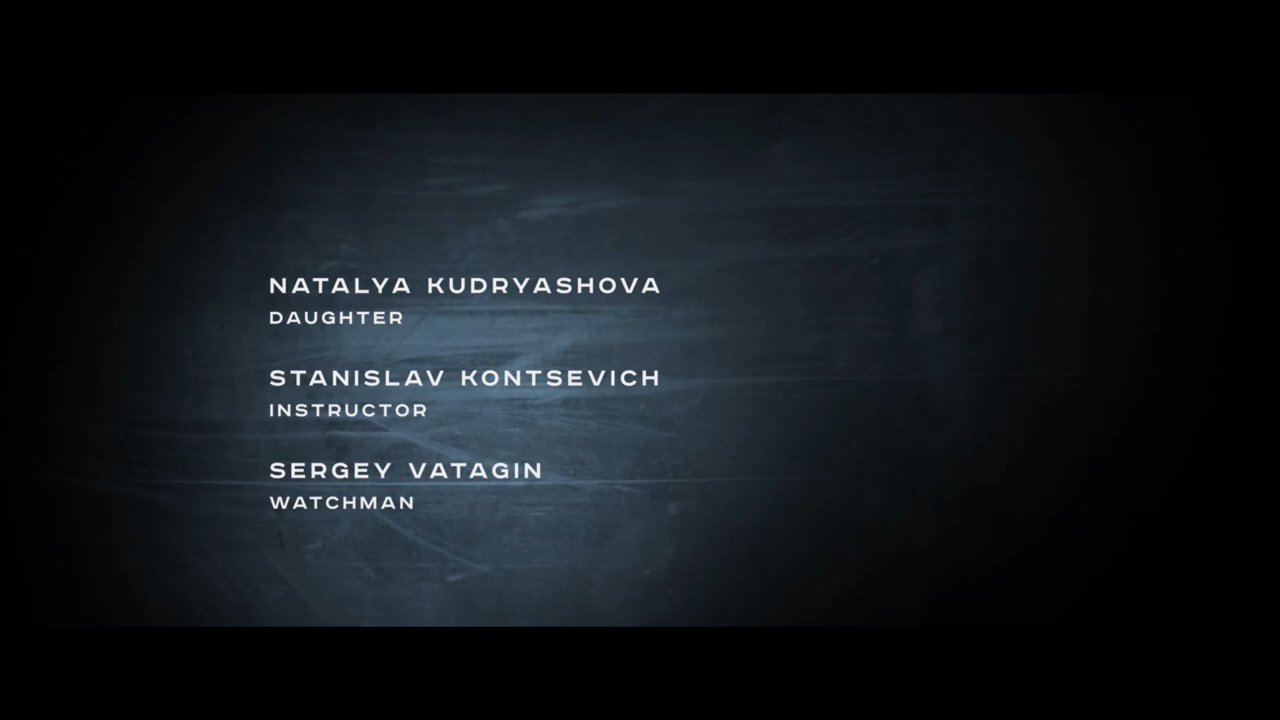 NATALYA KUDRYASHOVA
DAUGHTER
STANISLAV KONTSEVICH
INSTRUCTOR
SERGEY VATAGIN
WATCHMAN